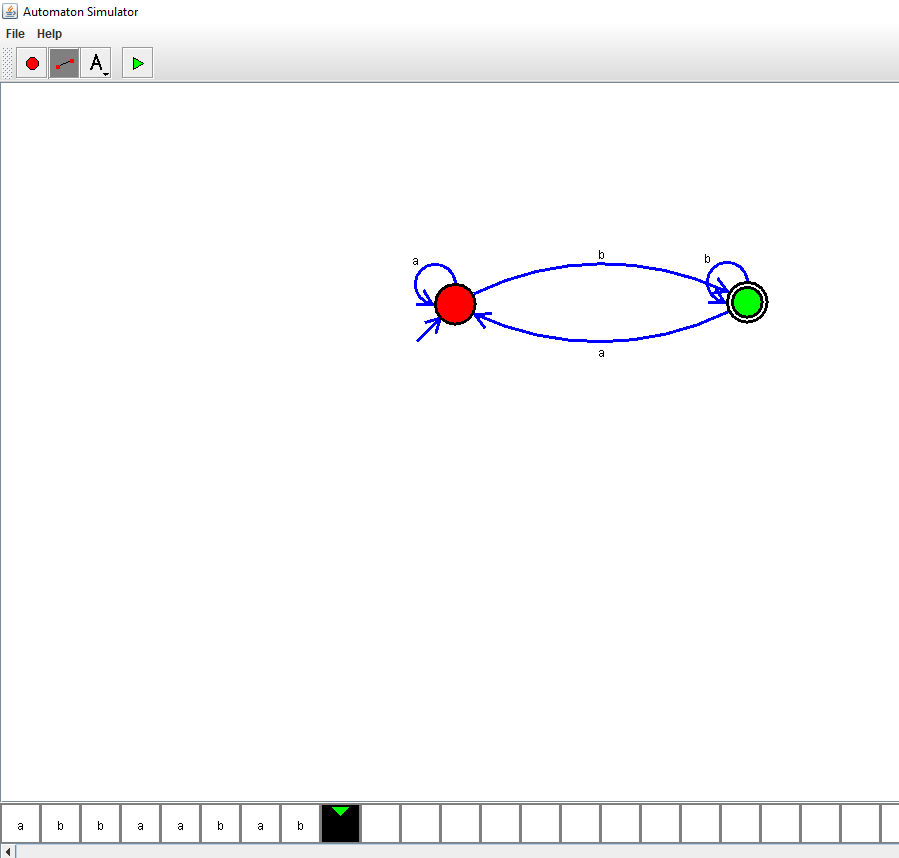 Automaton Simulator
File Help
A
a b b
b
a
a b b a a b a b